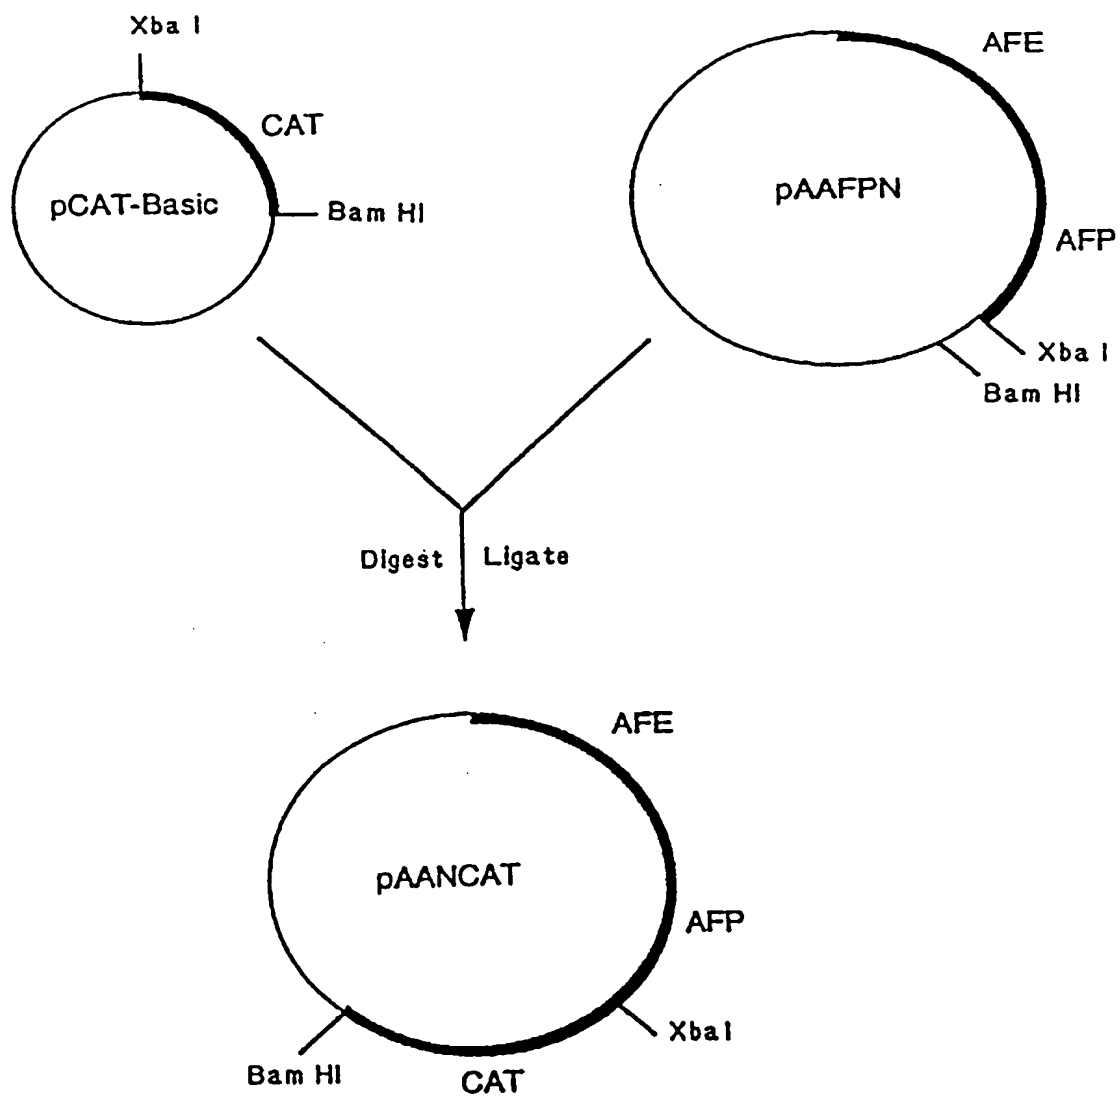 Xba I
CAT
pCAT-Basic
Bam HI
AFE
pAAFPN
AFP
Xba I
Bam HI
Digest Ligate
AFE
pAANCAT
AFP
XbaI
Bam HI
CAT